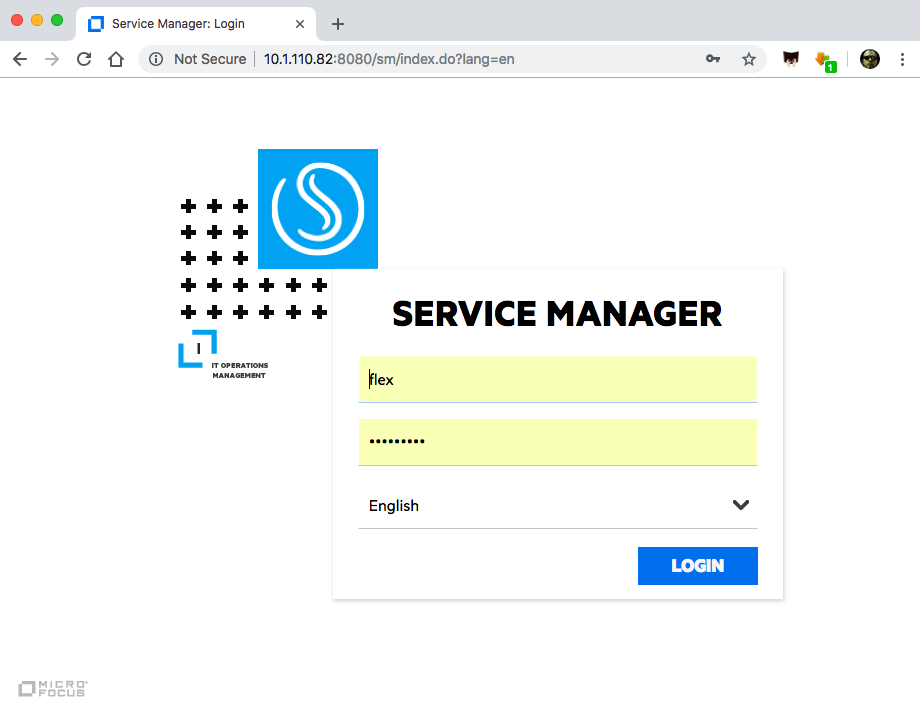 Service Manager: Login
Not Secure
10.1.110.82:8080/sm/index.do?lang=en
1
SERVICE MANAGER
flex
•••••••••
English
LOGIN
I
IT OPERATIONS
MANAGEMENT
MICRO
FOCUS